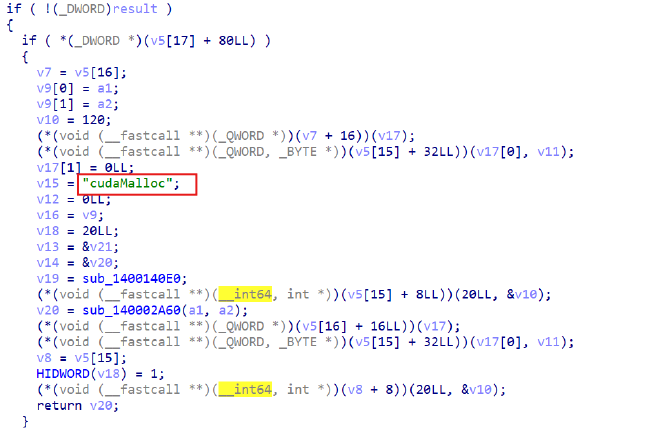 if ( !(_DWORD)result )
{
if ( *(_DWORD *)(v5[17] + 80LL) )
{
v7 = v5[16];
v9[0] = a1;
v9[1] = a2;
v10 = 120;
(*(void (__fastcall **)(_QWORD *))(v7 + 16))(v17);
(*(void (__fastcall **)(_QWORD, _BYTE *))(v5[15] + 32LL))(v17[0], v11);
v17[1] = 0LL;
v15 = "cudaMalloc";
v12 = 0LL;
v16 = v9;
v18 = 20LL;
v13 = &v21;
v14 = &v20;
v19 = sub_1400140E0;
(*(void (__fastcall **)(__int64, int *))(v5[15] + 8LL))(20LL, &v10);
v20 = sub_140002A60(a1, a2);
(*(void (__fastcall **)(_QWORD *))(v5[16] + 16LL))(v17);
(*(void (__fastcall **)(_QWORD, _BYTE *))(v5[15] + 32LL))(v17[0], v11);
v8 = v5[15];
HIDWORD(v18) = 1;
(*(void (__fastcall **)(__int64, int *))(v8 + 8))(20LL, &v10);
return v20;
}